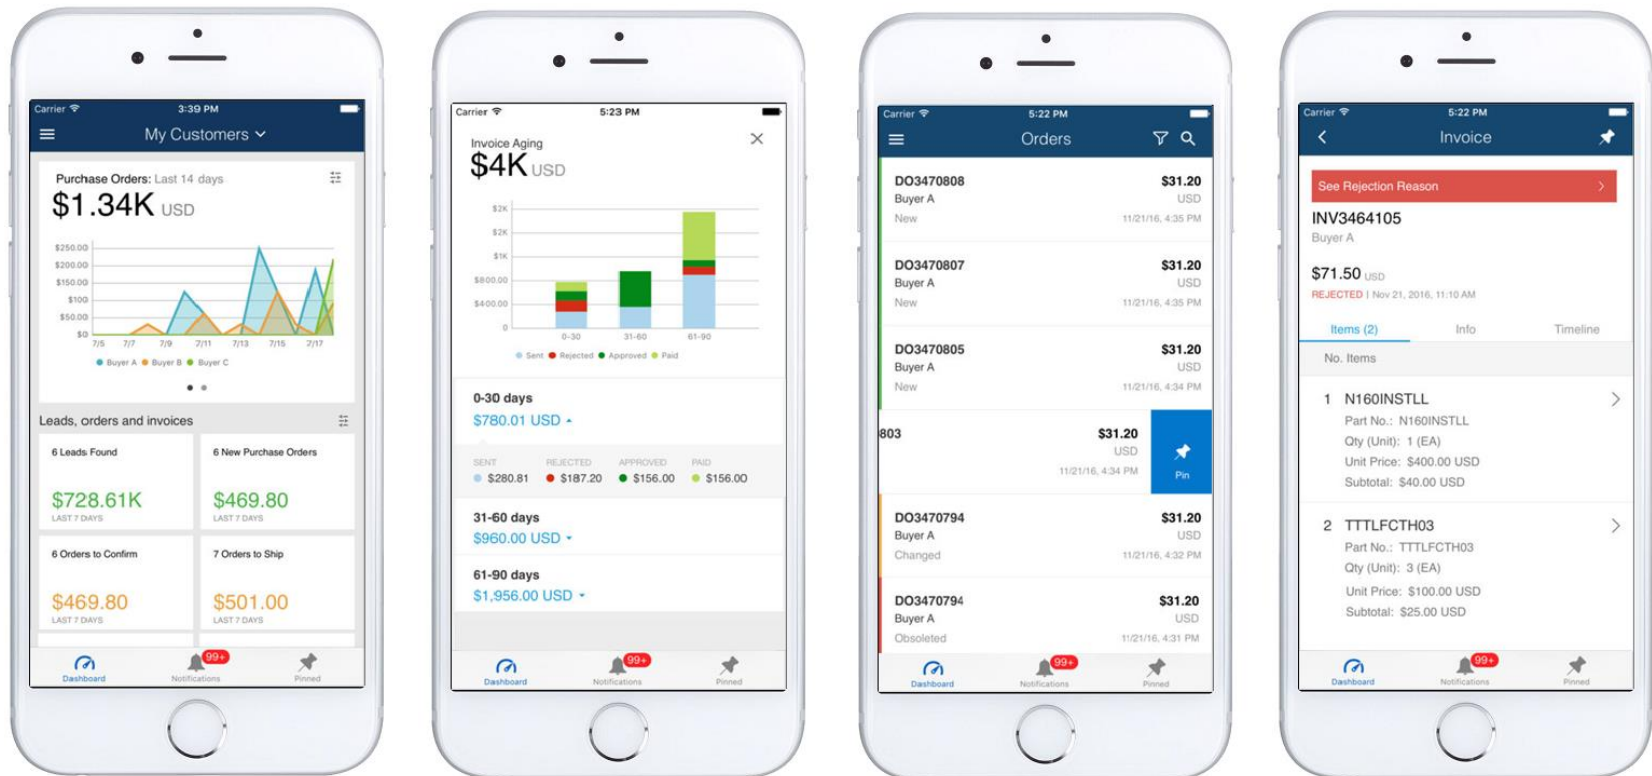 Carrier 3:39 PM
My Customers
Purchase Orders: Last 14 days
$1.34K USD
$250.00
$200.00
$150.00
$100
$50.00
$0
7/5 7/7 7/9 7/11 7/13 7/15 7/17
Buyer A Buyer B Buyer C
Leads, orders and invoices
6 Leads Found 6 New Purchase Orders
$728.61K $469.80
LAST 7 DAYS LAST 7 DAYS
6 Orders to Confirm 7 Orders to Ship
$469.80 $501.00
LAST 7 DAYS LAST 7 DAYS
99+
Dashboard Notifications Pinned
Carrier 5:23 PM
Invoice Aging
$4K USD
$2K
$2K
$1K
$800.00
$400.00
0
0-30 31-60 61-90
Sent Rejected Approved Paid
0-30 days
$780.01 USD
SENT REJECTED APPROVED PAID
$280.81 $187.20 $156.00 $156.00
31-60 days
$960.00 USD
61-90 days
$1,956.00 USD
99+
Dashboard Notifications Pinned
Carrier 5:22 PM
Orders
DO3470808 $31.20
Buyer A USD
New 11/21/16, 4:35 PM
DO3470807 $31.20
Buyer A USD
New 11/21/16, 4:35 PM
DO3470805 $31.20
Buyer A USD
New 11/21/16, 4:34 PM
803 $31.20
USD
11/21/16, 4:34 PM
Pin
DO3470794 $31.20
Buyer A USD
Changed 11/21/16, 4:32 PM
DO3470794 $31.20
Buyer A USD
Obsoleted 11/21/16, 4:31 PM
99+
Dashboard Notifications Pinned
Carrier 5:22 PM
Invoice
See Rejection Reason
INV3464105
Buyer A
$71.50 USD
REJECTED | Nov 21, 2016, 11:10 AM
Items (2) Info Timeline
No. Items
1 N160INSTLL
Part No.: N160INSTLL
Qty (Unit): 1 (EA)
Unit Price: $400.00 USD
Subtotal: $40.00 USD
2 TTTLFCTH03
Part No.: TTTLFCTH03
Qty (Unit): 3 (EA)
Unit Price: $100.00 USD
Subtotal: $25.00 USD
99+
Dashboard Notifications Pinned